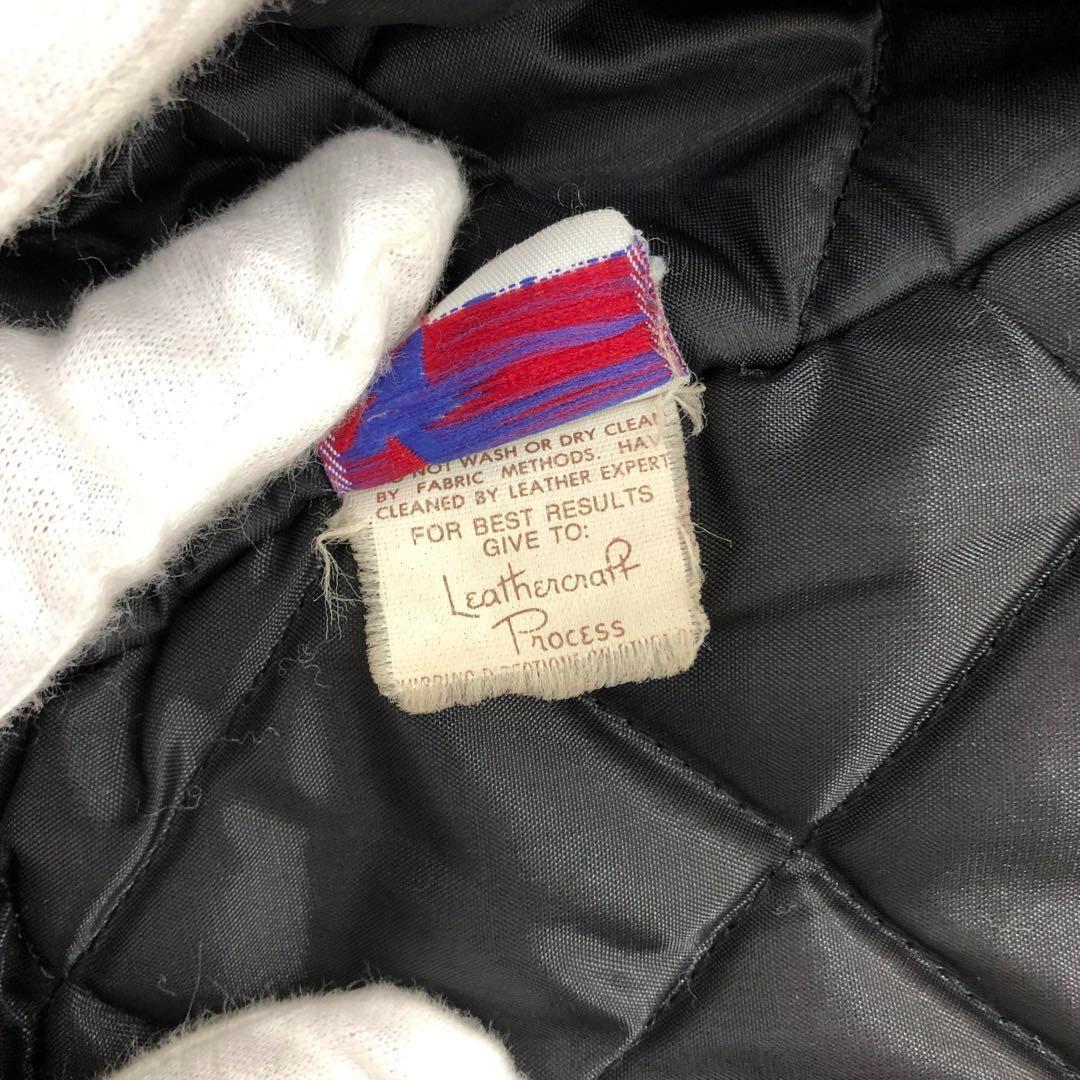 NOT WASH OR DRY CLEA
BY FABRIC METHODS. HAV
CLEANED BY LEATHER EXPERT
FOR BEST RESULTS
GIVE TO:
Leathercraft
Process